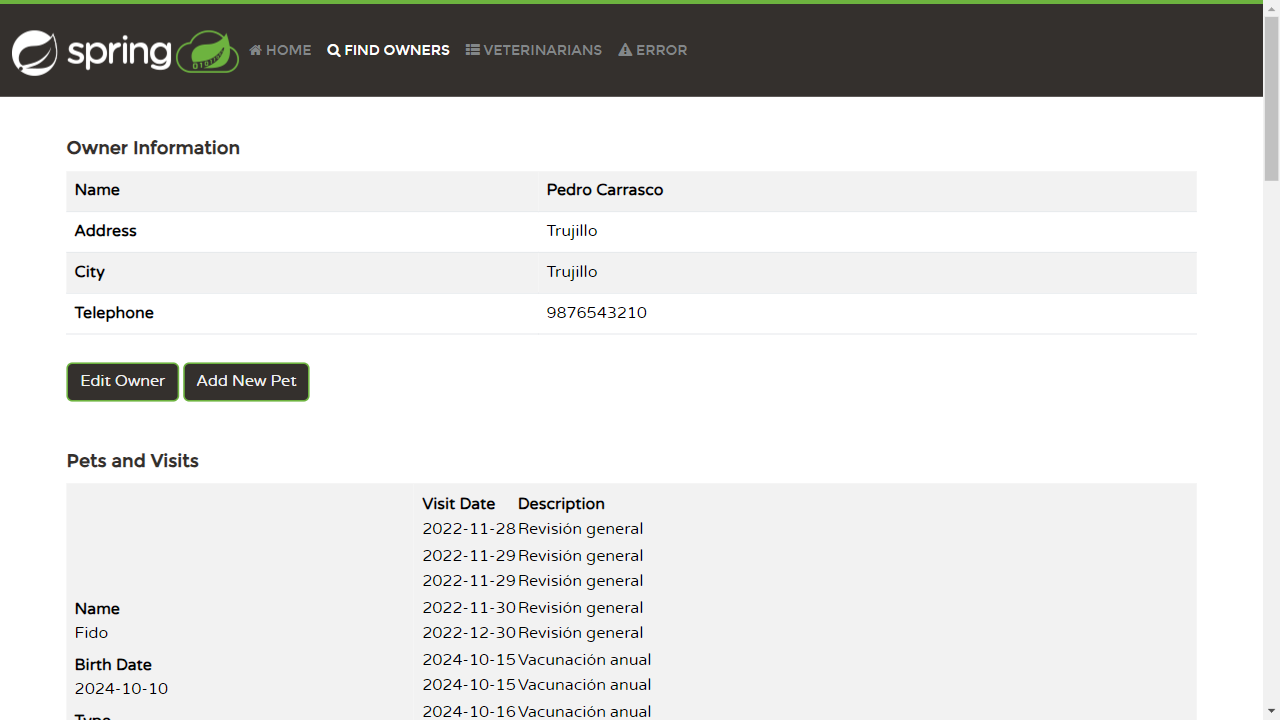 spring HOME FIND OWNERS VETERINARIANS ERROR
Owner Information
Name Pedro Carrasco
Address Trujillo
City Trujillo
Telephone 9876543210
Edit Owner Add New Pet
Pets and Visits
Visit Date Description
2022-11-28 Revisión general
2022-11-29 Revisión general
2022-11-29 Revisión general
Name
2022-11-30 Revisión general
Fido
2022-12-30 Revisión general
Birth Date
2024-10-15 Vacunación anual
2024-10-10
2024-10-15 Vacunación anual
Type
2024-10-16 Vacunación anual